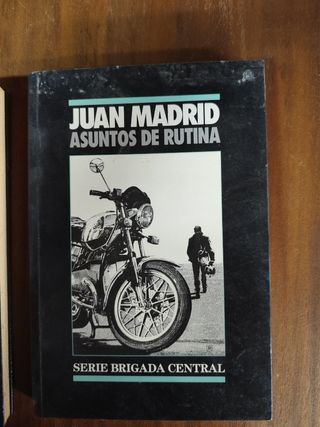 JUAN MADRID
ASUNTOS DE RUTINA
SERIE BRIGADA CENTRAL